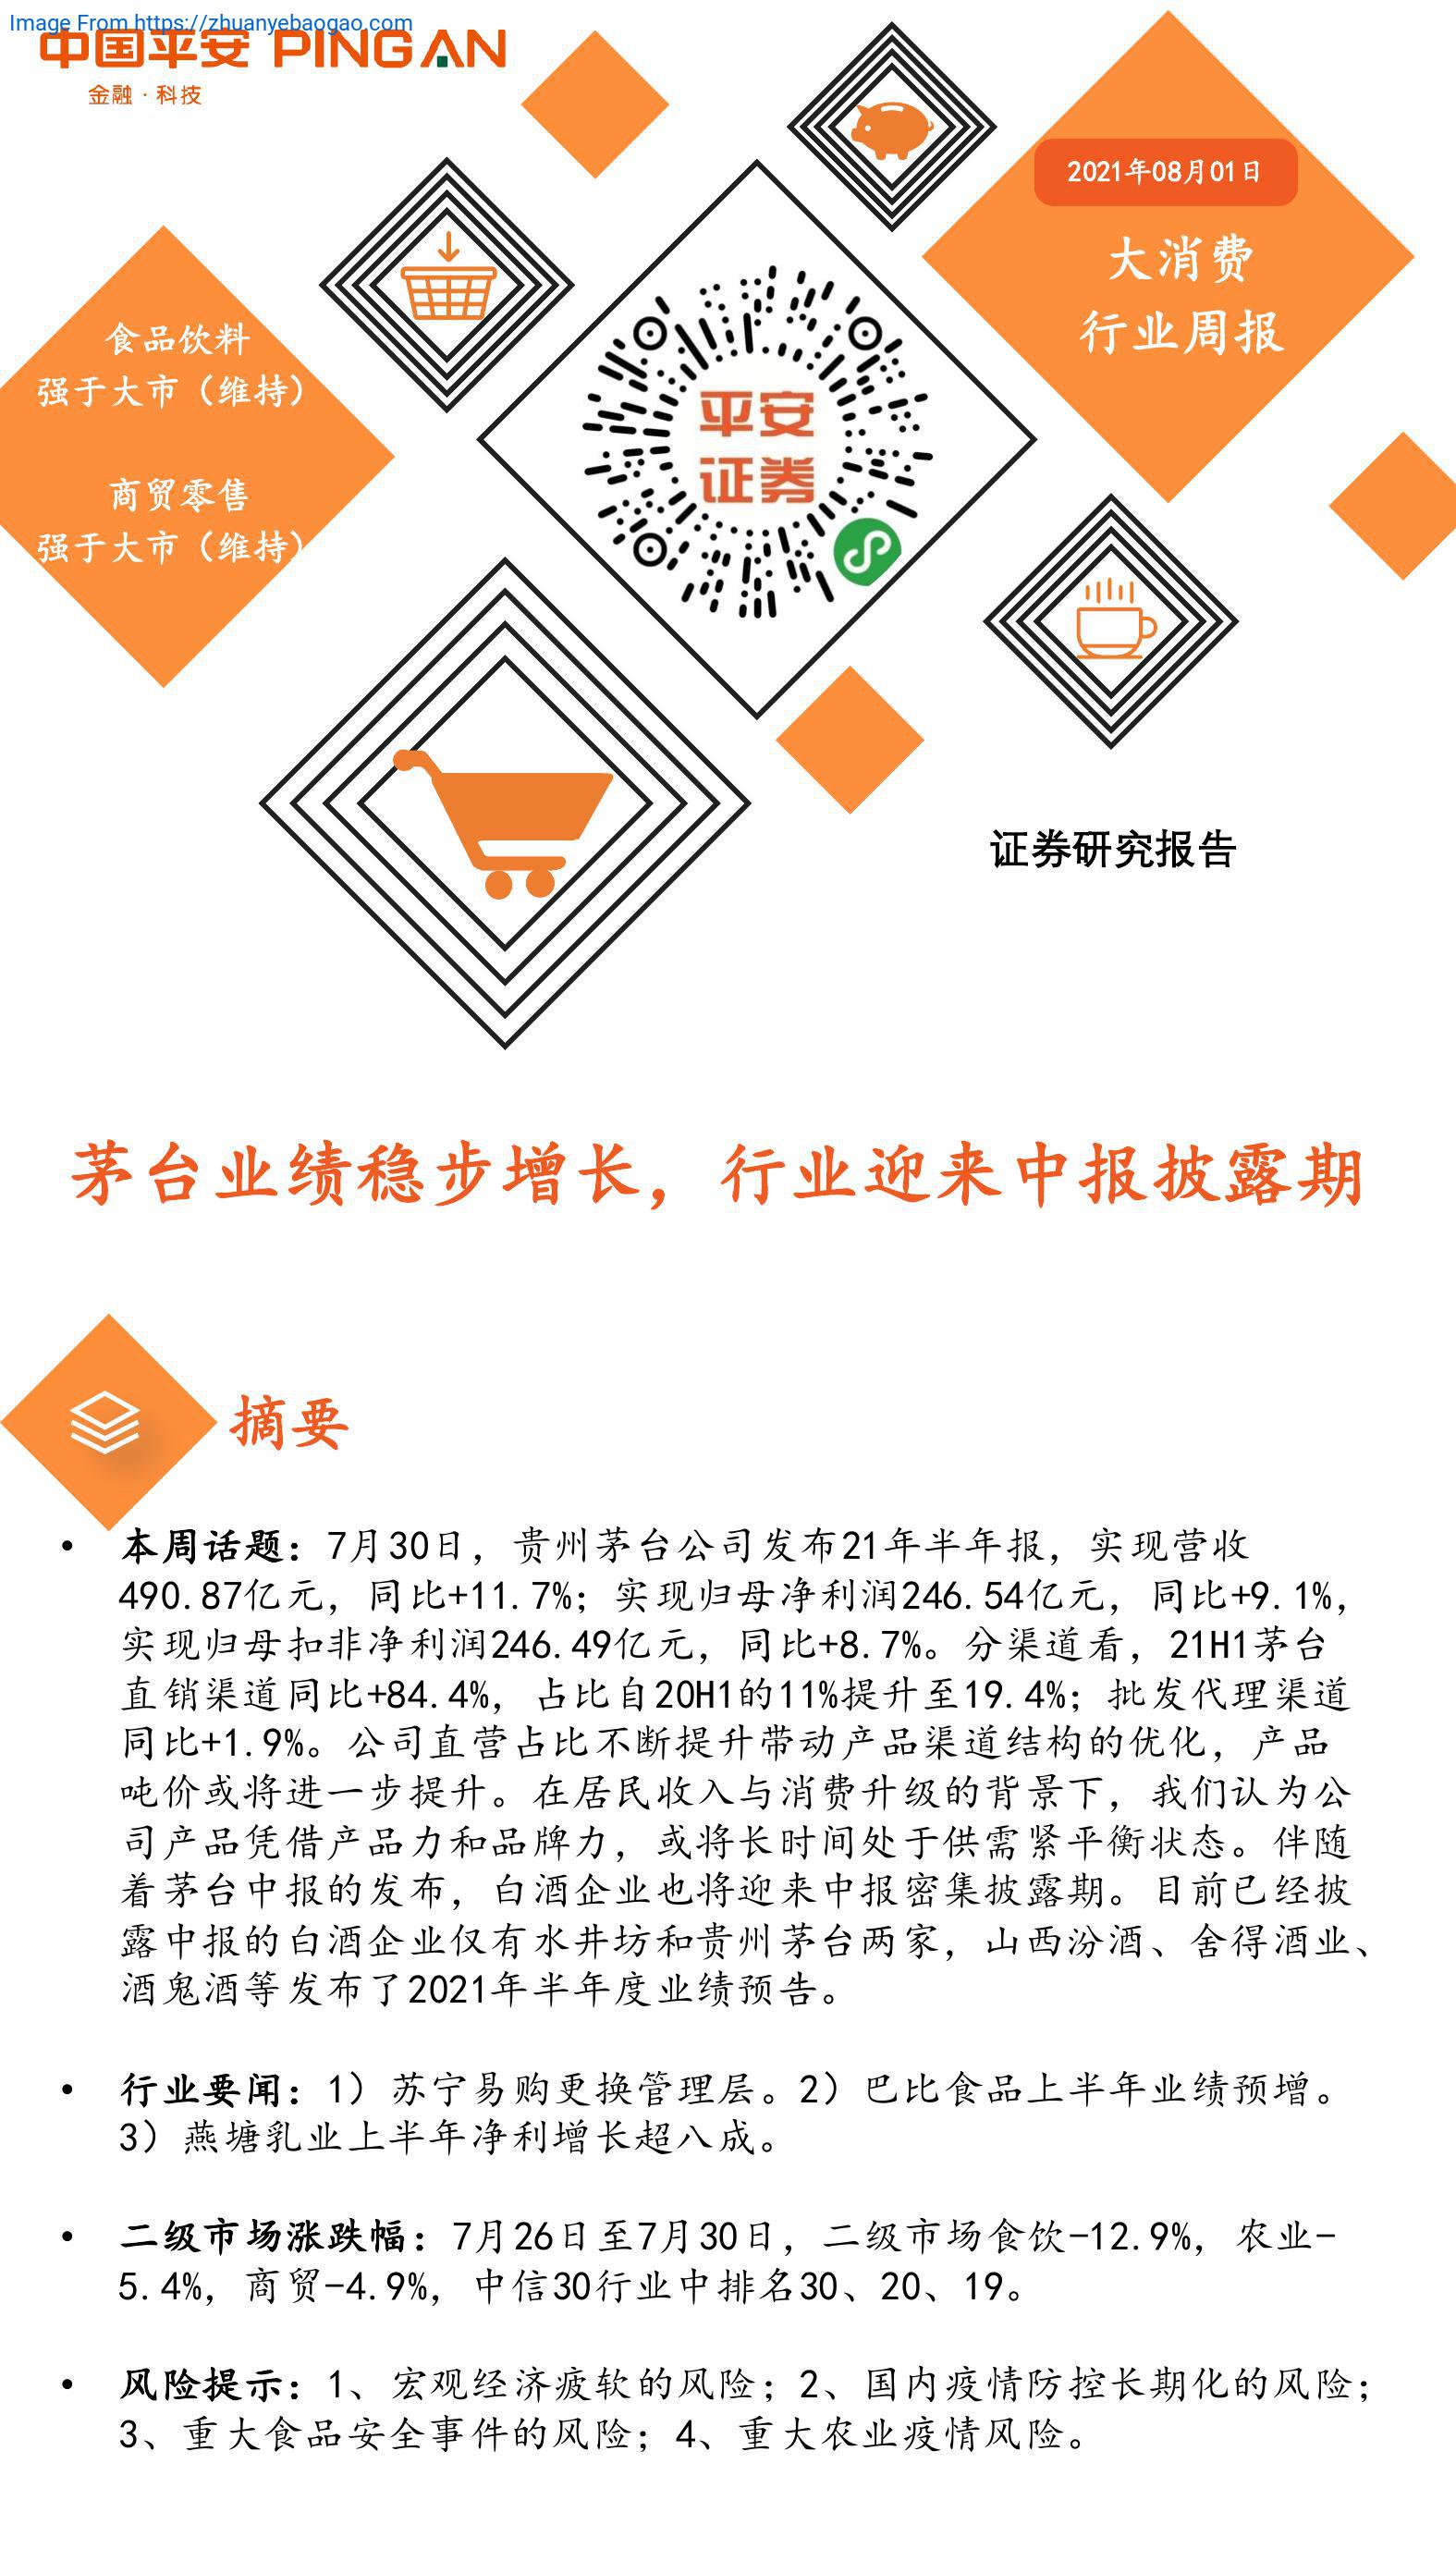 Image From https://zhuanyebaogao.com
中国平安 PING AN
金融·科技
2021年08月01日
大消费
行业周报
食品饮料
强于大市（维持）
商贸零售
强于大市（维持）
平安
证券
证券研究报告
茅台业绩稳步增长，行业迎来中报披露期
摘要
• 本周话题：7月30日，贵州茅台公司发布21年半年报，实现营收
490.87亿元，同比+11.7%；实现归母净利润246.54亿元，同比+9.1%，
实现归母扣非净利润246.49亿元，同比+8.7%。分渠道看，21H1茅台
直销渠道同比+84.4%，占比自20H1的11%提升至19.4%；批发代理渠道
同比+1.9%。公司直营占比不断提升带动产品渠道结构的优化，产品
吨价或将进一步提升。在居民收入与消费升级的背景下，我们认为公
司产品凭借产品力和品牌力，或将长时间处于供需紧平衡状态。伴随
着茅台中报的发布，白酒企业也将迎来中报密集披露期。目前已经披
露中报的白酒企业仅有水井坊和贵州茅台两家，山西汾酒、舍得酒业、
酒鬼酒等发布了2021年半年度业绩预告。
• 行业要闻：1）苏宁易购更换管理层。2）巴比食品上半年业绩预增。
3）燕塘乳业上半年净利增长超八成。
• 二级市场涨跌幅：7月26日至7月30日，二级市场食饮-12.9%，农业-
5.4%，商贸-4.9%，中信30行业中排名30、20、19。
• 风险提示：1、宏观经济疲软的风险；2、国内疫情防控长期化的风险；
3、重大食品安全事件的风险；4、重大农业疫情风险。